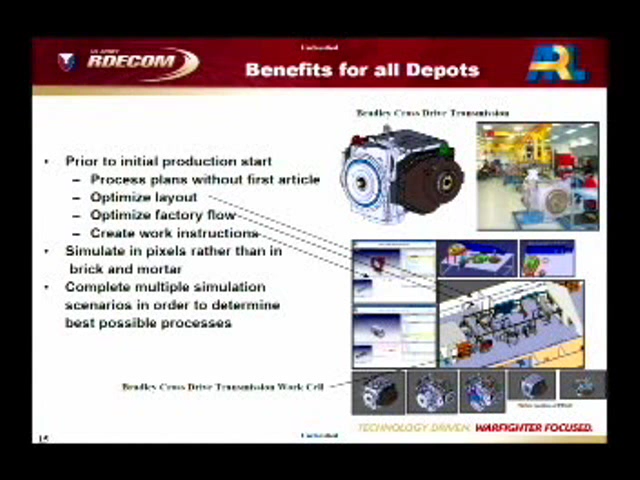 Unclassified
U.S. ARMY
RDECOM
Benefits for all Depots
ARL
Bradley Cross Drive Transmission
• Prior to initial production start
– Process plans without first article
– Optimize layout
– Optimize factory flow
– Create work instructions
• Simulate in pixels rather than in
brick and mortar
• Complete multiple simulation
scenarios in order to determine
best possible processes
Bradley Cross Drive Transmission Work Cell
TECHNOLOGY DRIVEN. WARFIGHTER FOCUSED.
15
Unclassified